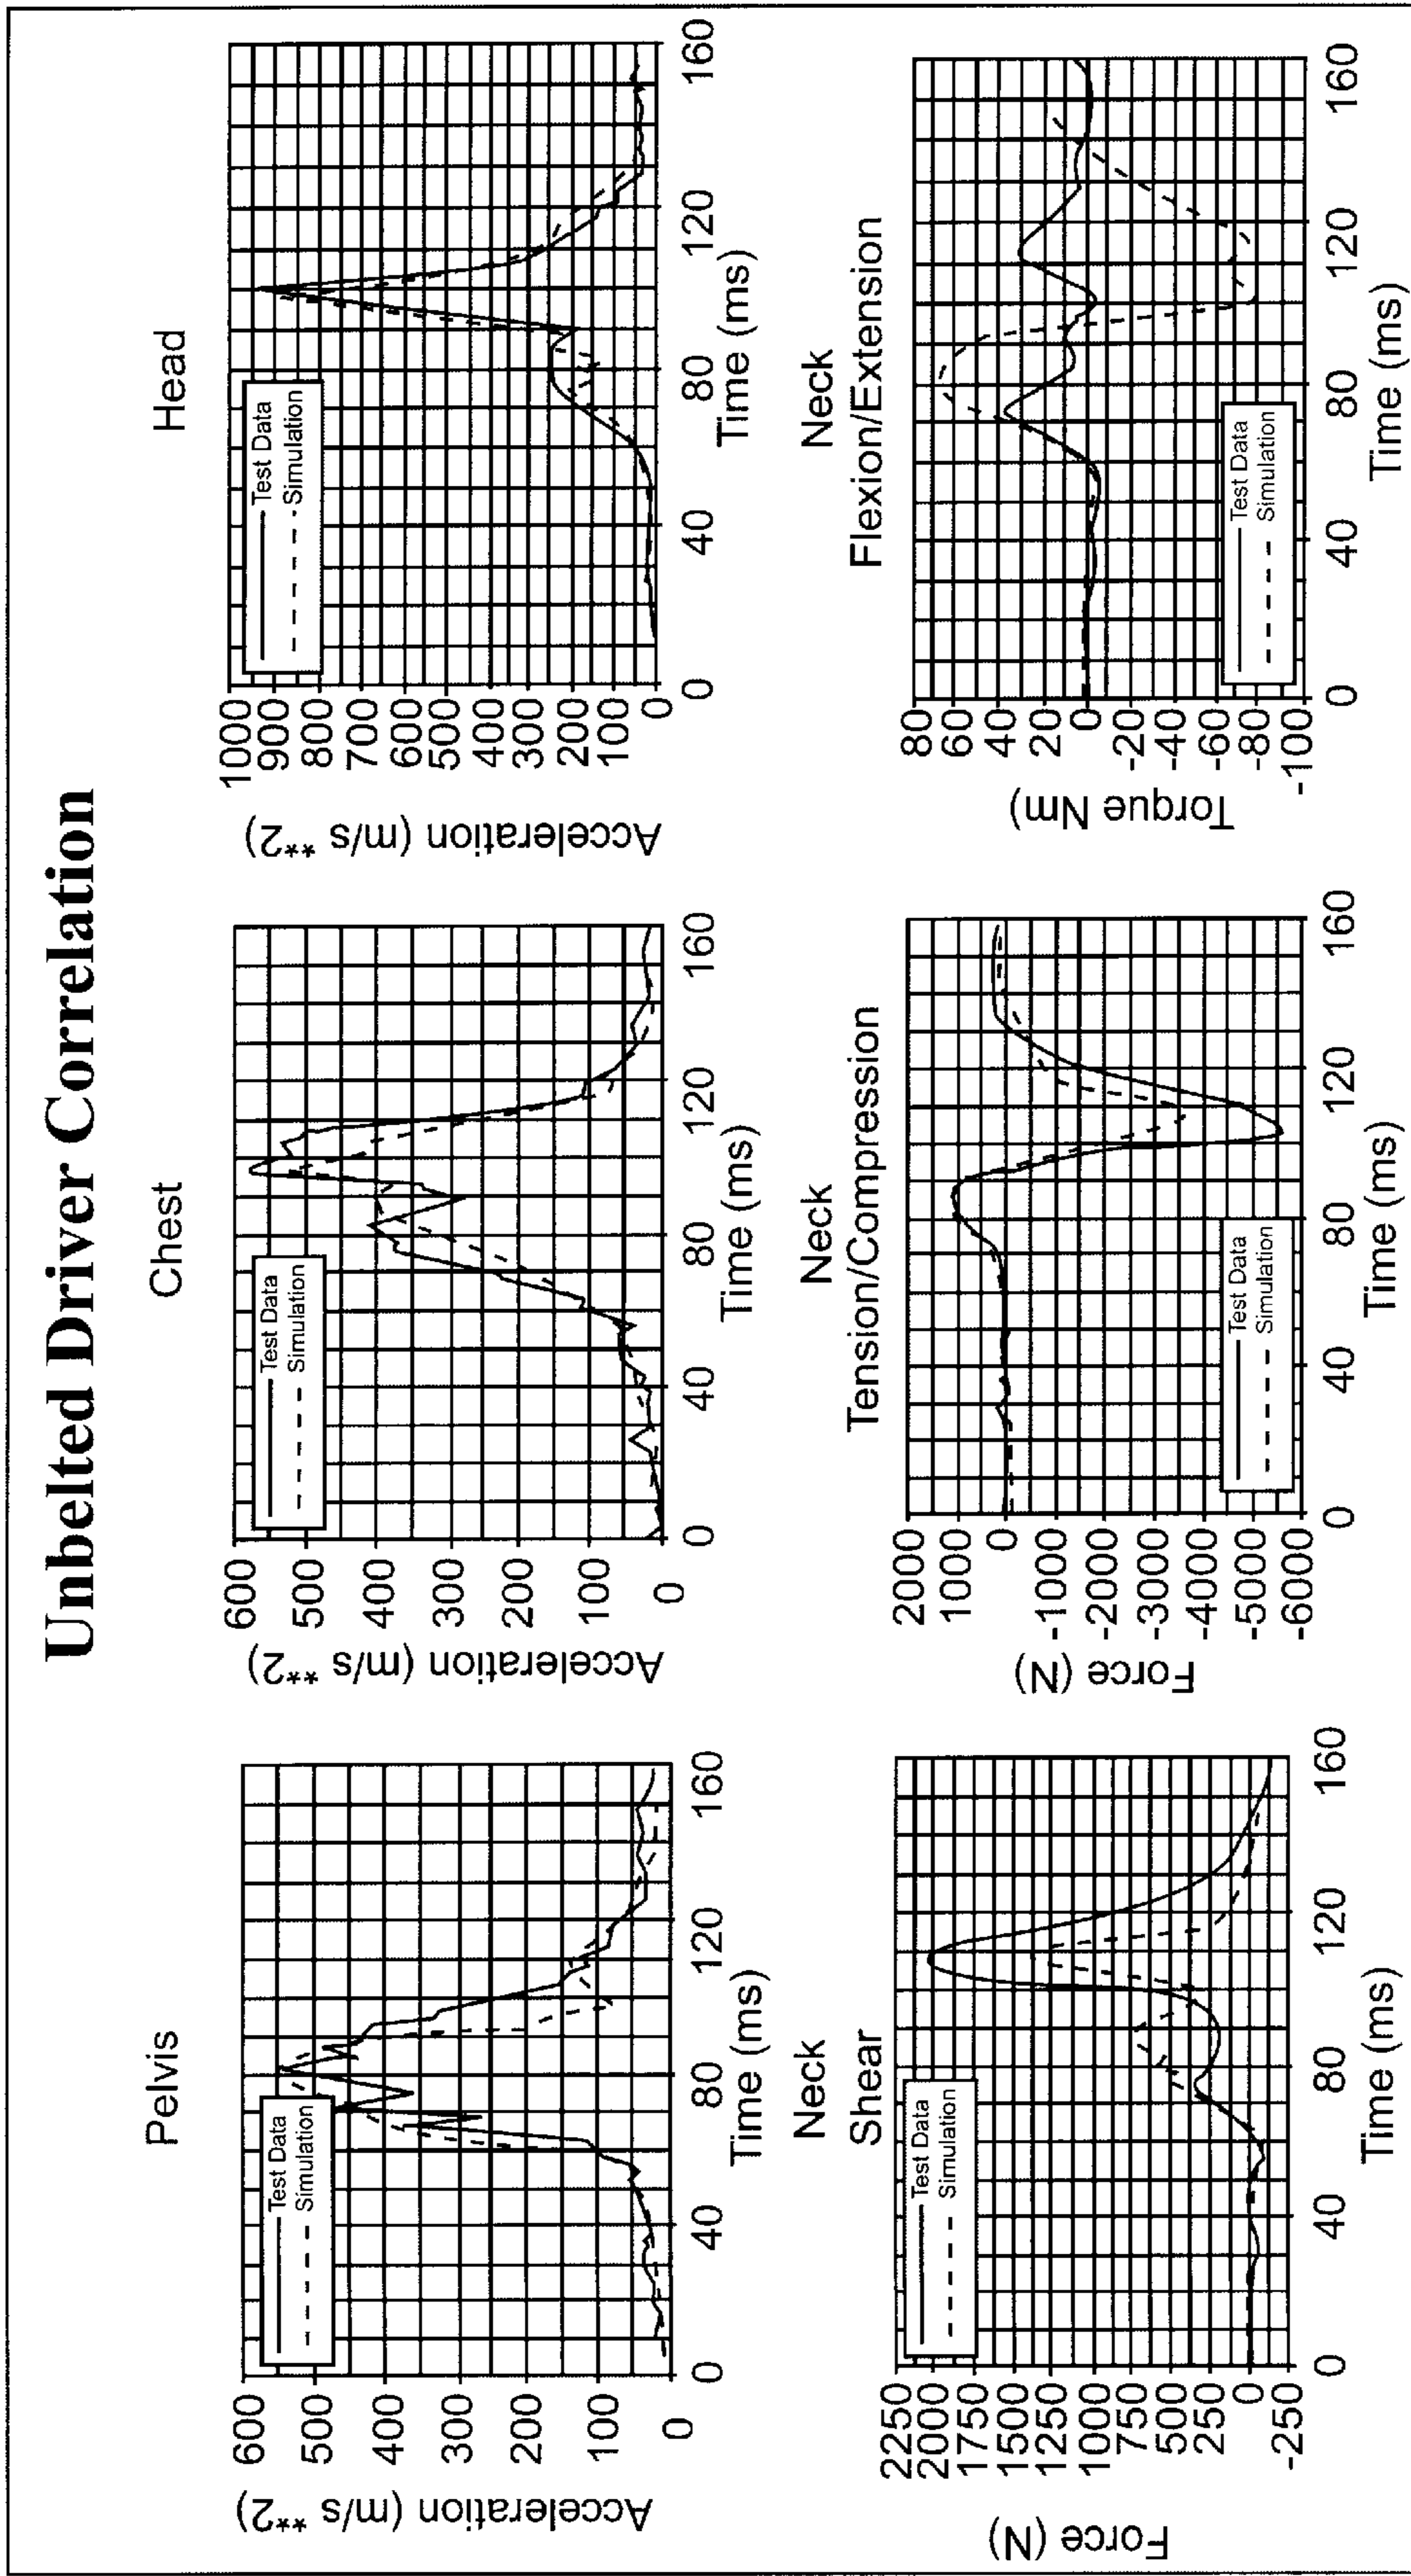 Unbelted Driver Correlation
Pelvis
Acceleration (m/s **2)
600
500
400
300
200
100
0
Test Data
Simulation
0 40 80 120 160
Time (ms)
Chest
Acceleration (m/s **2)
600
500
400
300
200
100
0
Test Data
Simulation
0 40 80 120 160
Time (ms)
Head
Acceleration (m/s **2)
1000
900
800
700
600
500
400
300
200
100
0
Test Data
Simulation
0 40 80 120 160
Time (ms)
Neck
Shear
Force (N)
2250
2000
1750
1500
1250
1000
750
500
250
0
-250
Test Data
Simulation
0 40 80 120 160
Time (ms)
Neck
Tension/Compression
Force (N)
2000
1000
0
-1000
-2000
-3000
-4000
-5000
-6000
Test Data
Simulation
0 40 80 120 160
Time (ms)
Neck
Flexion/Extension
Torque Nm)
80
60
40
20
0
-20
-40
-60
-80
-100
Test Data
Simulation
0 40 80 120 160
Time (ms)